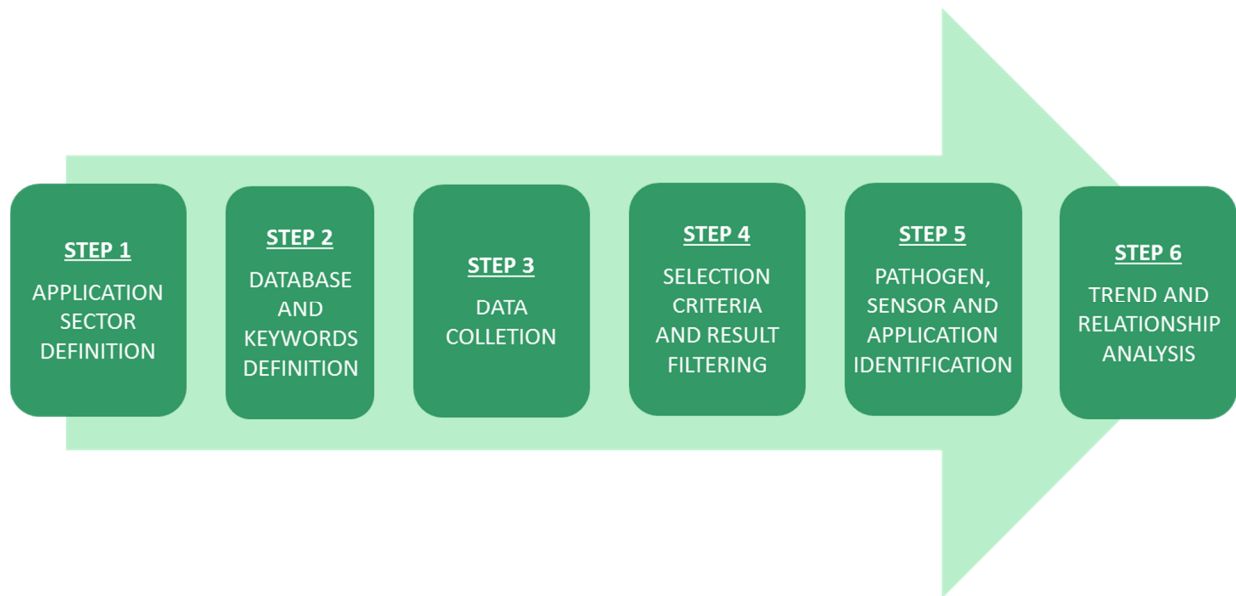 STEP 1
APPLICATION
SECTOR
DEFINITION
STEP 2
DATABASE
AND
KEYWORDS
DEFINITION
STEP 3
DATA
COLLETION
STEP 4
SELECTION
CRITERIA
AND RESULT
FILTERING
STEP 5
PATHOGEN,
SENSOR AND
APPLICATION
IDENTIFICATION
STEP 6
TREND AND
RELATIONSHIP
ANALYSIS